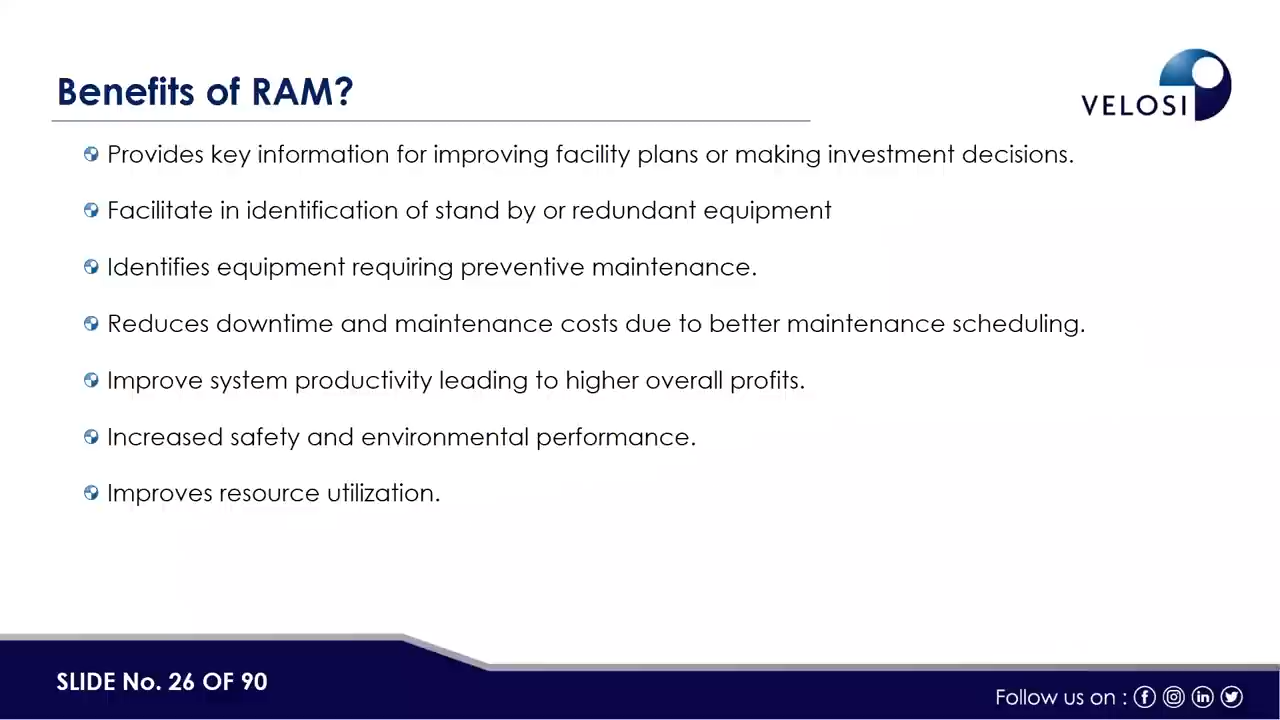 Benefits of RAM?
VELOSI
Provides key information for improving facility plans or making investment decisions.
Facilitate in identification of stand by or redundant equipment
Identifies equipment requiring preventive maintenance.
Reduces downtime and maintenance costs due to better maintenance scheduling.
Improve system productivity leading to higher overall profits.
Increased safety and environmental performance.
Improves resource utilization.
SLIDE No. 26 OF 90
Follow us on :